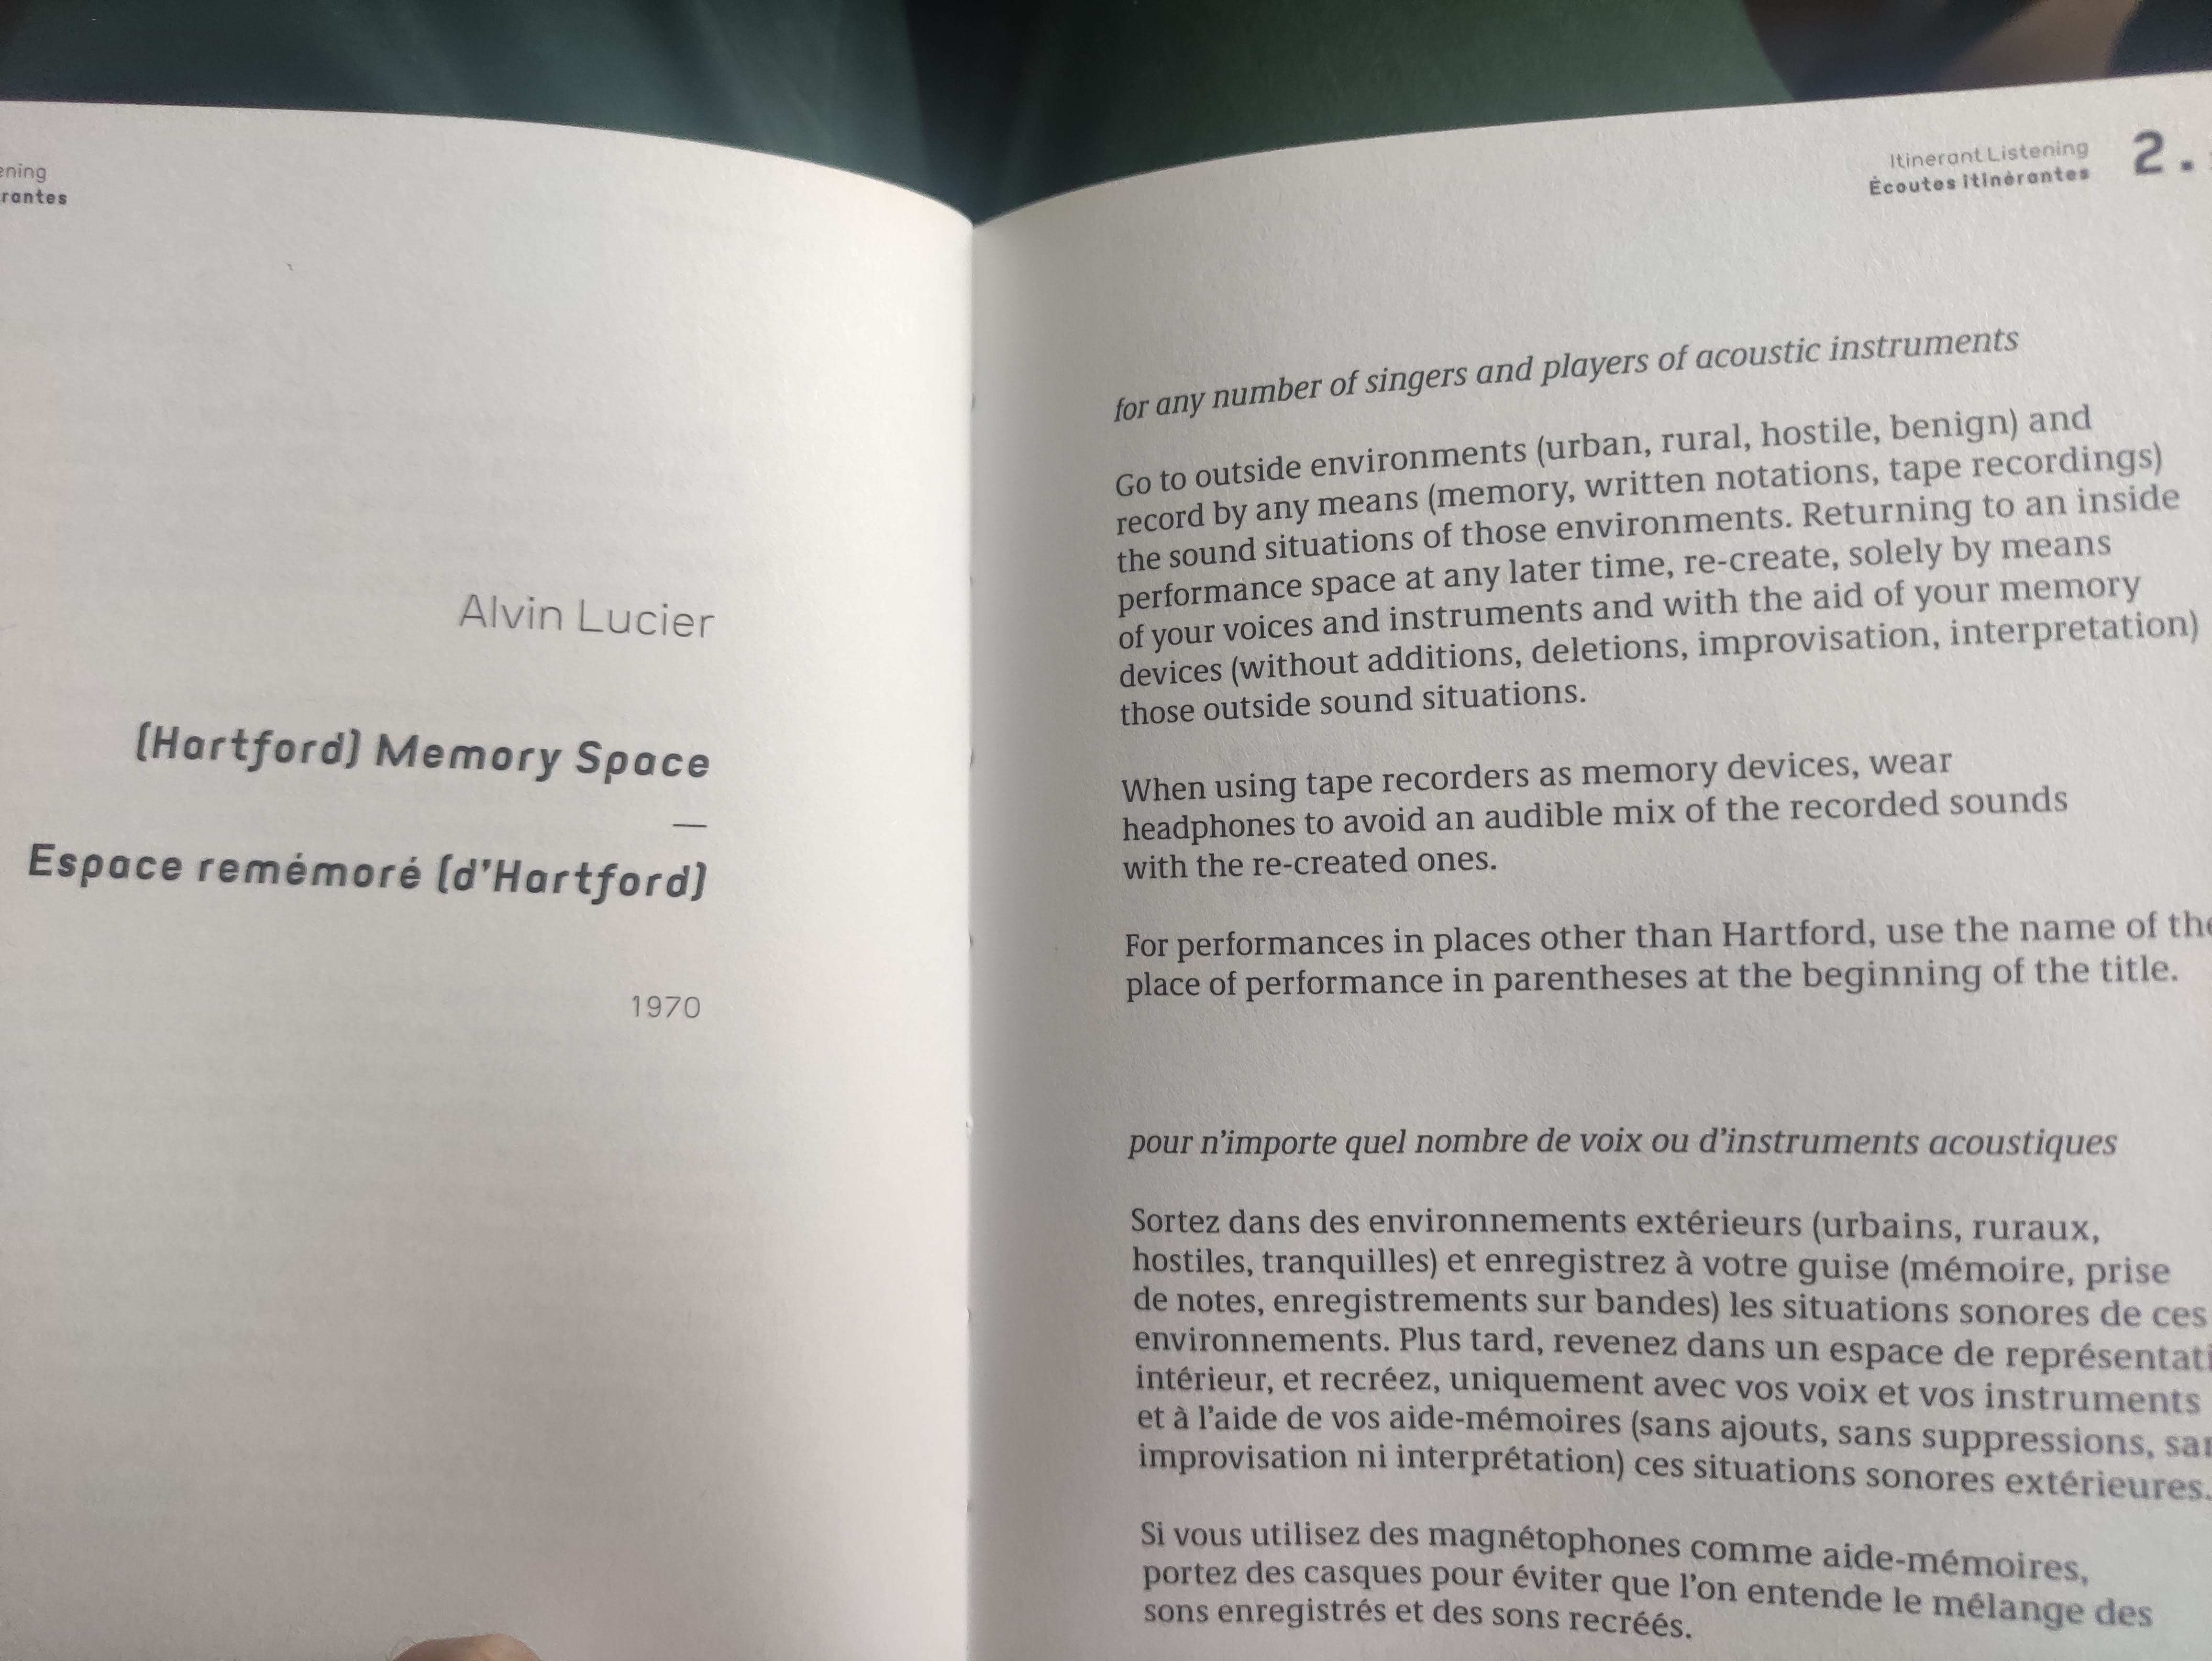 ening
rantes
Alvin Lucier
(Hartford) Memory Space
—
Espace remémoré (d'Hartford)
1970
Itinerant Listening
Écoutes itinérantes
2.
for any number of singers and players of acoustic instruments
Go to outside environments (urban, rural, hostile, benign) and
record by any means (memory, written notations, tape recordings)
the sound situations of those environments. Returning to an inside
performance space at any later time, re-create, solely by means
of your voices and instruments and with the aid of your memory
devices (without additions, deletions, improvisation, interpretation)
those outside sound situations.
When using tape recorders as memory devices, wear
headphones to avoid an audible mix of the recorded sounds
with the re-created ones.
For performances in places other than Hartford, use the name of the
place of performance in parentheses at the beginning of the title.
pour n'importe quel nombre de voix ou d'instruments acoustiques
Sortez dans des environnements extérieurs (urbains, ruraux,
hostiles, tranquilles) et enregistrez à votre guise (mémoire, prise
de notes, enregistrements sur bandes) les situations sonores de ces
environnements. Plus tard, revenez dans un espace de représentati
intérieur, et recréez, uniquement avec vos voix et vos instruments
et à l'aide de vos aide-mémoires (sans ajouts, sans suppressions, san
improvisation ni interprétation) ces situations sonores extérieures.
Si vous utilisez des magnétophones comme aide-mémoires,
portez des casques pour éviter que l'on entende le mélange des
sons enregistrés et des sons recréés.